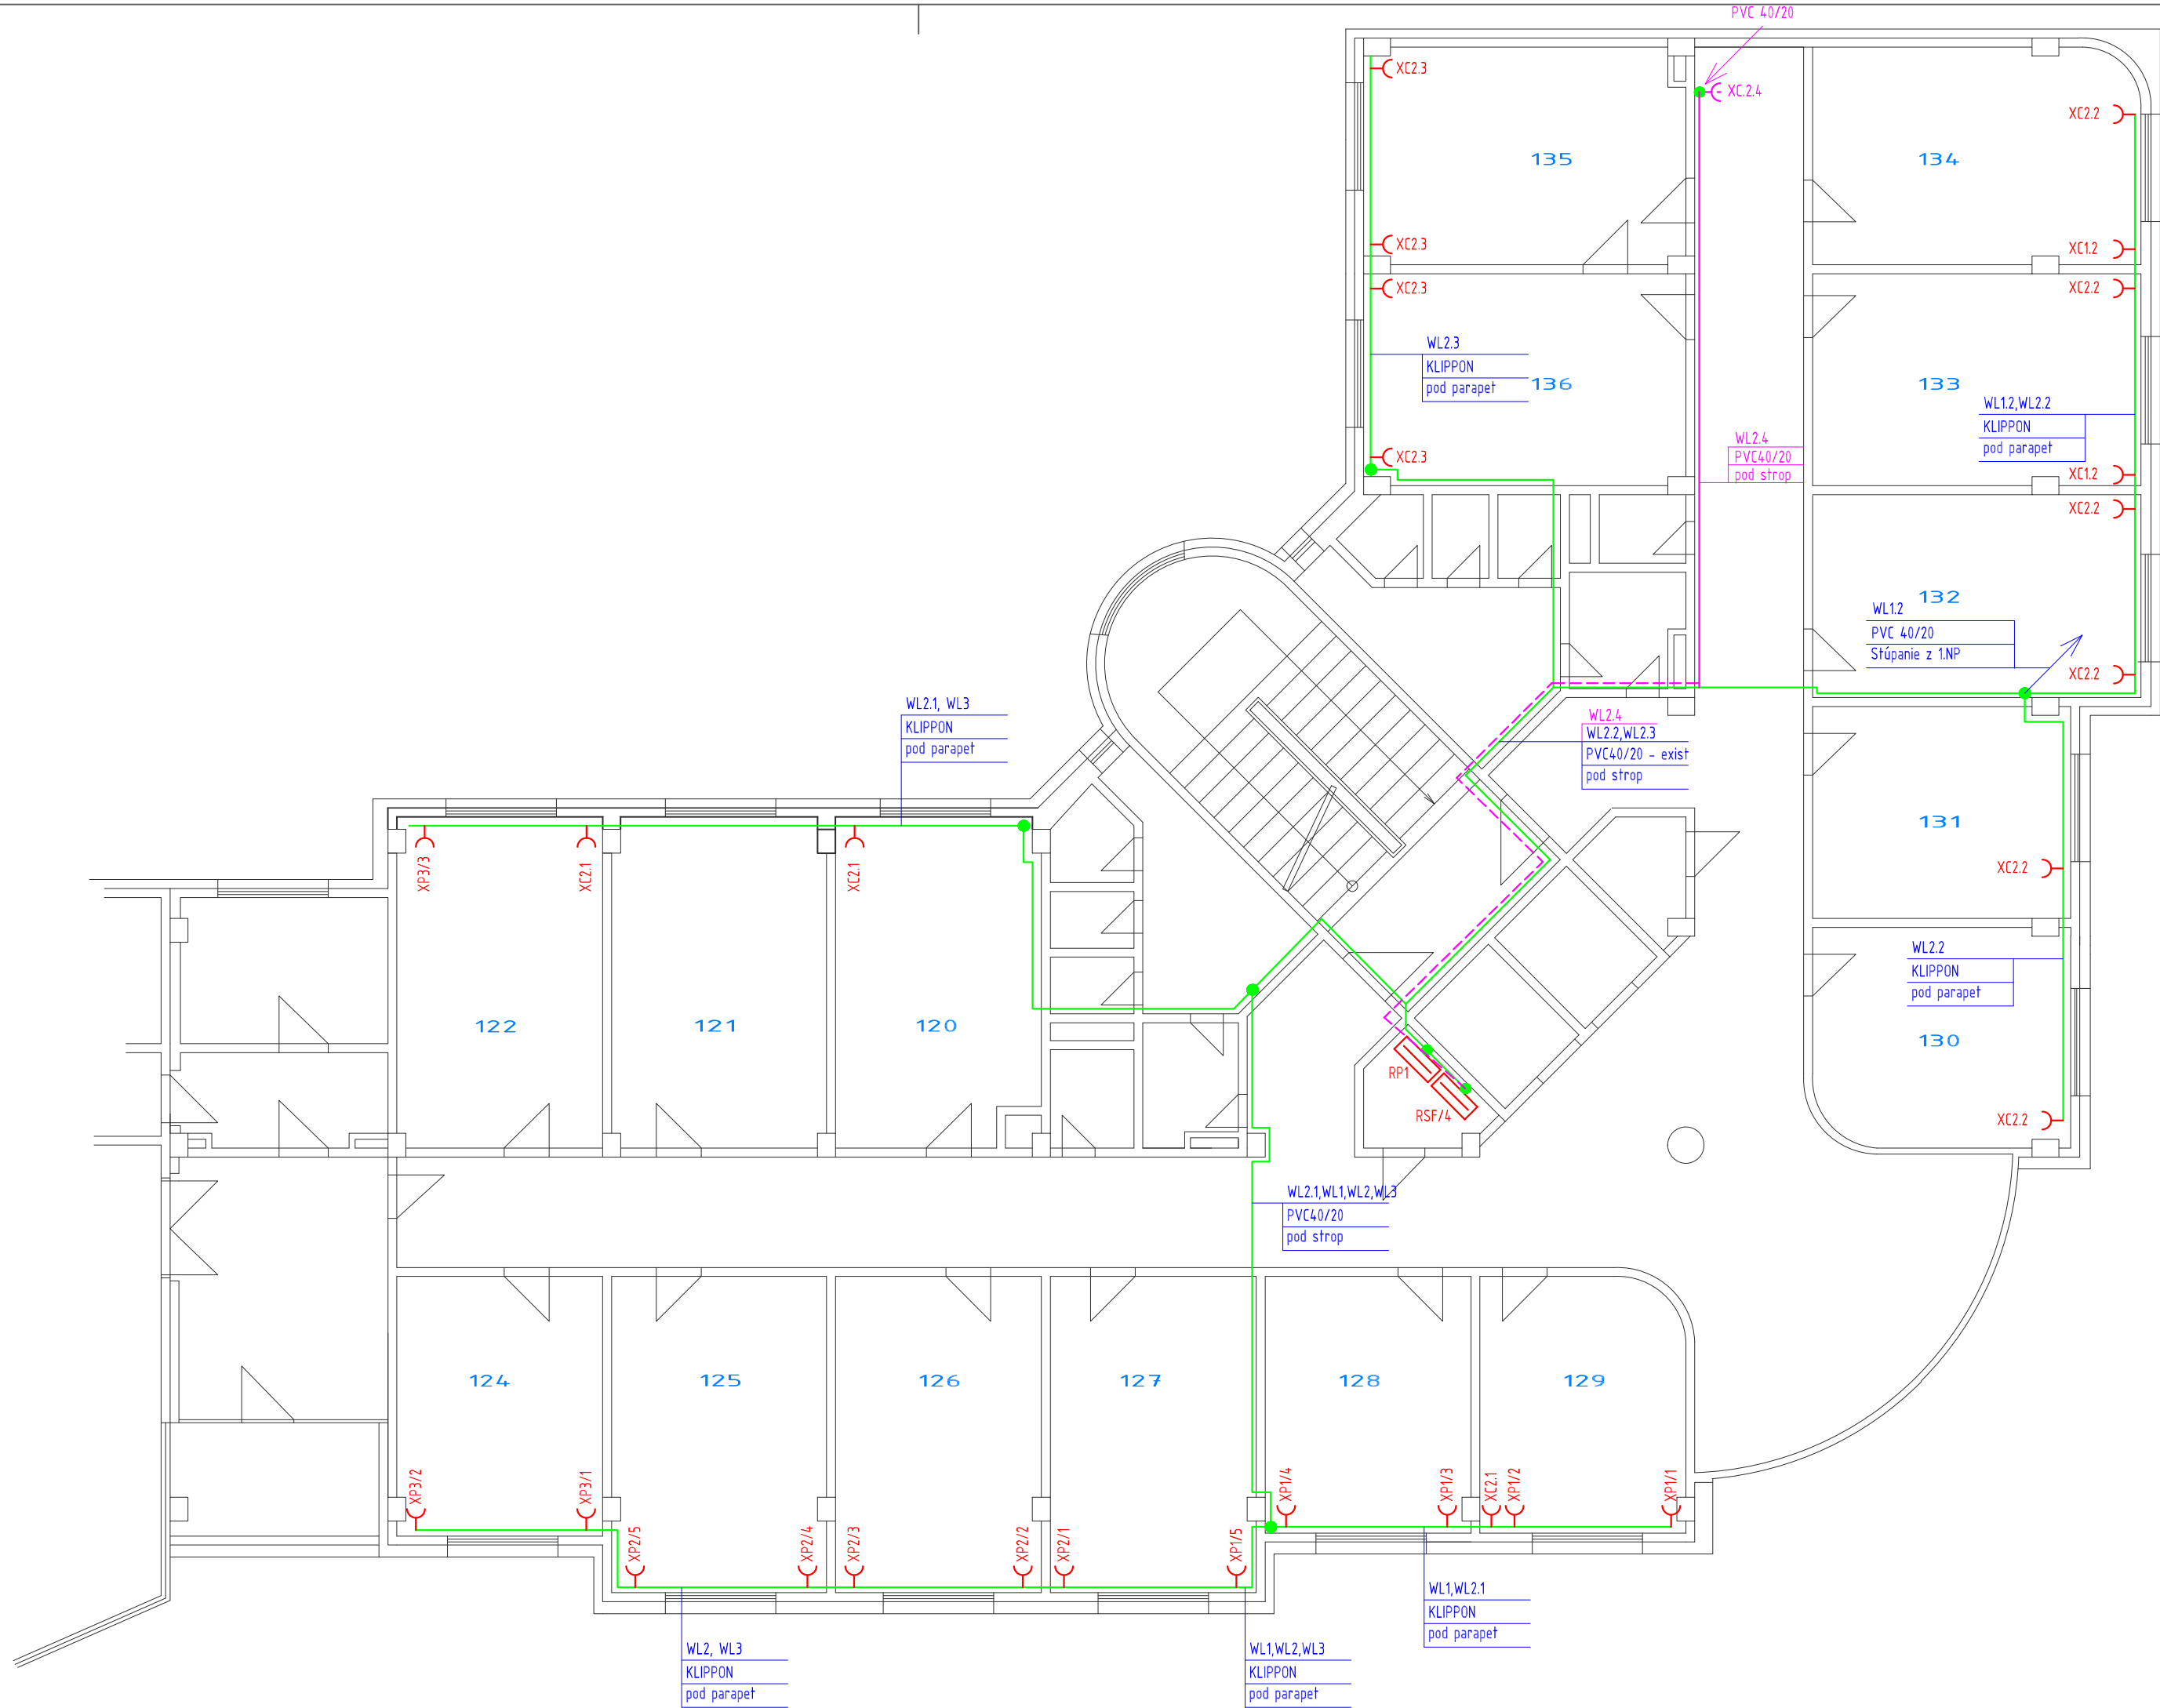 PVC 40/20
XC2.3
XC.2.4
XC2.2
135
134
XC2.3
XC1.2
XC2.3
XC2.2
WL2.3
KLIPPON
pod parapet
136
133
WL1.2,WL2.2
KLIPPON
pod parapet
WL2.4
PVC40/20
pod strop
XC2.3
XC1.2
XC2.2
132
WL1.2
PVC 40/20
Stúpanie z 1.NP
XC2.2
WL2.1, WL3
KLIPPON
pod parapet
WL2.4
WL2.2,WL2.3
PVC40/20 - exist
pod strop
131
XP3/3
XC2.1
XC2.1
XC2.2
WL2.2
KLIPPON
pod parapet
122
121
120
130
RP1
RSF/4
XC2.2
WL2.1,WL1,WL2,WL3
PVC40/20
pod strop
124
125
126
127
128
129
XP3/2
XP3/1
XP2/5
XP2/4
XP2/3
XP2/2
XP2/1
XP1/5
XP1/4
XP1/3
XC2.1
XP1/2
XP1/1
WL1,WL2.1
KLIPPON
pod parapet
WL2, WL3
KLIPPON
pod parapet
WL1,WL2,WL3
KLIPPON
pod parapet